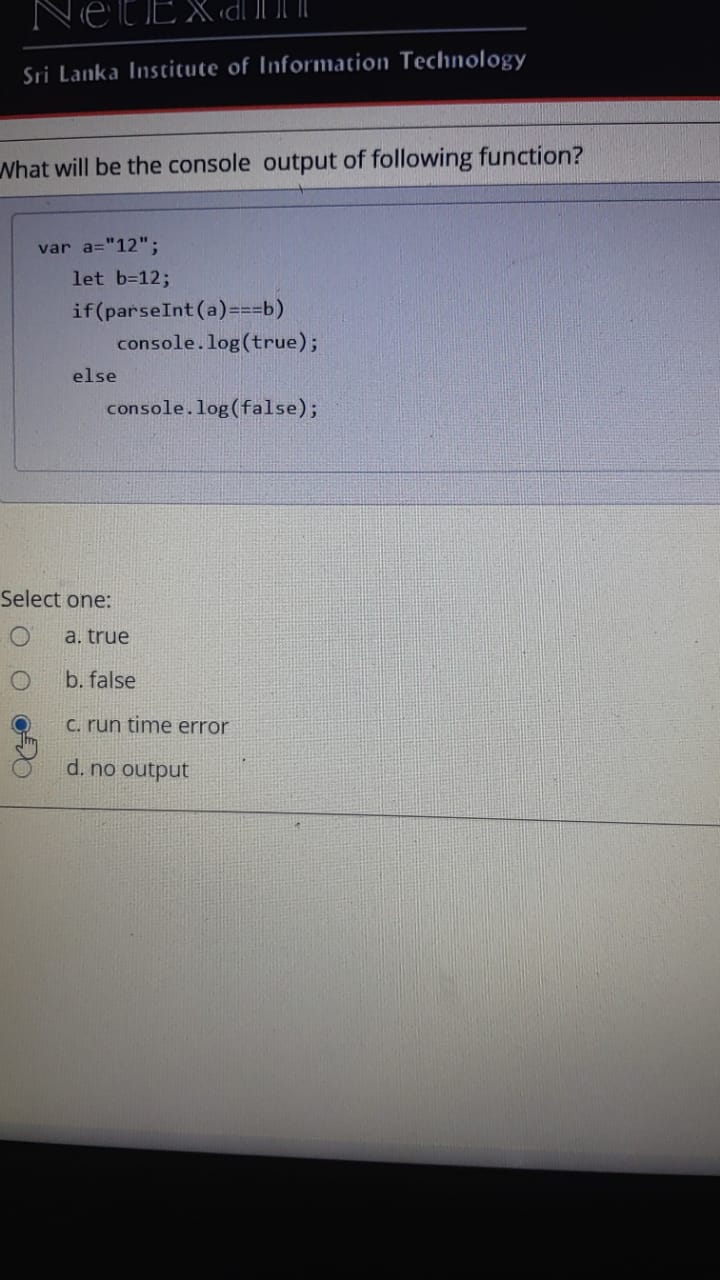 NetExam
Sri Lanka Institute of Information Technology
What will be the console output of following function?
var a="12";
let b=12;
if(parseInt(a)===b)
console.log(true);
else
console.log(false);
Select one:
a. true
b. false
c. run time error
d. no output